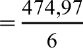 = 474,97 / 6